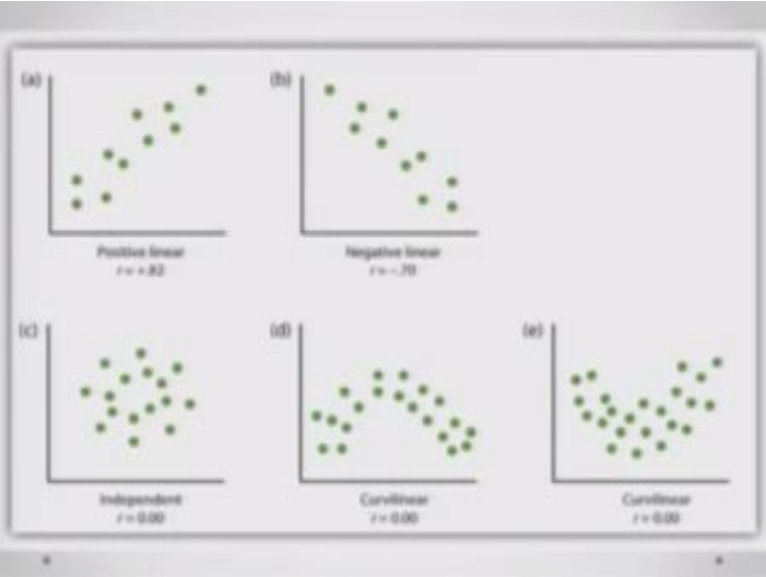 (a)
(b)
Positive linear
r = +.82
Negative linear
r = -.70
(c)
(d)
(e)
Independent
r = 0.00
Curvilinear
r = 0.00
Curvilinear
r = 0.00